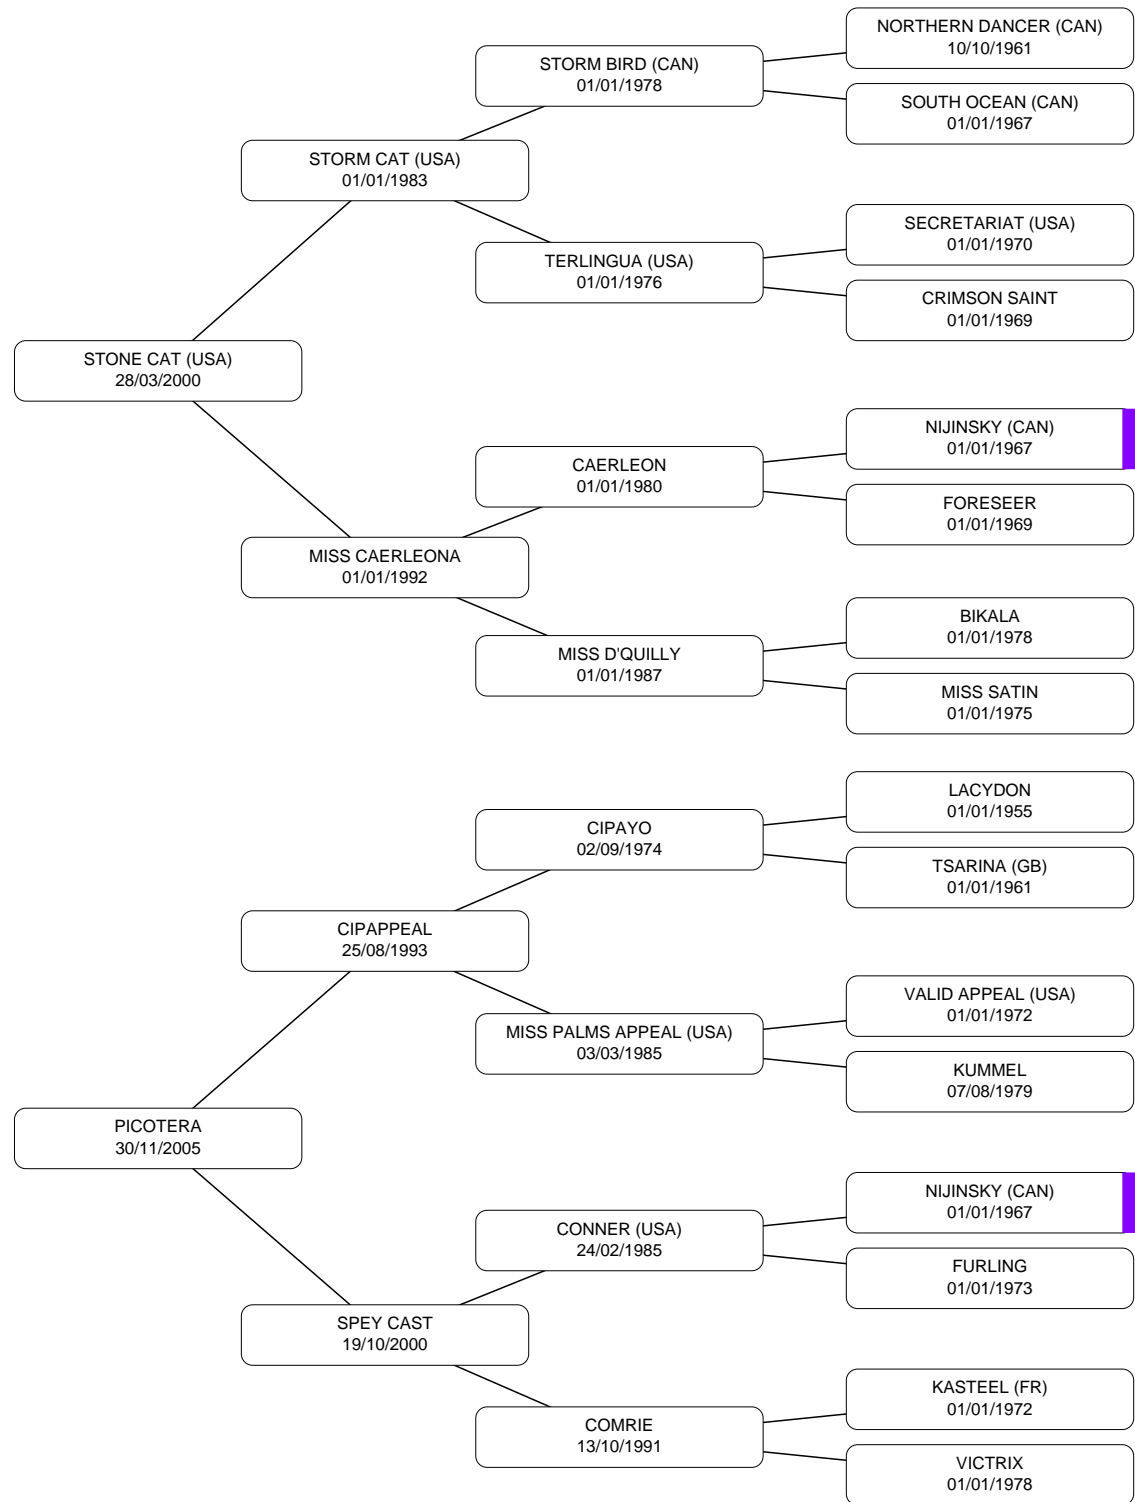 NORTHERN DANCER (CAN)
10/10/1961
STORM BIRD (CAN)
01/01/1978
SOUTH OCEAN (CAN)
01/01/1967
STORM CAT (USA)
01/01/1983
SECRETARIAT (USA)
01/01/1970
TERLINGUA (USA)
01/01/1976
CRIMSON SAINT
01/01/1969
STONE CAT (USA)
28/03/2000
NIJINSKY (CAN)
01/01/1967
CAERLEON
01/01/1980
FORESEER
01/01/1969
MISS CAERLEONA
01/01/1992
BIKALA
01/01/1978
MISS D'QUILLY
01/01/1987
MISS SATIN
01/01/1975
LACYDON
01/01/1955
CIPAYO
02/09/1974
TSARINA (GB)
01/01/1961
CIPAPPEAL
25/08/1993
VALID APPEAL (USA)
01/01/1972
MISS PALMS APPEAL (USA)
03/03/1985
KUMMEL
07/08/1979
PICOTERA
30/11/2005
NIJINSKY (CAN)
01/01/1967
CONNER (USA)
24/02/1985
FURLING
01/01/1973
SPEY CAST
19/10/2000
KASTEEL (FR)
01/01/1972
COMRIE
13/10/1991
VICTRIX
01/01/1978